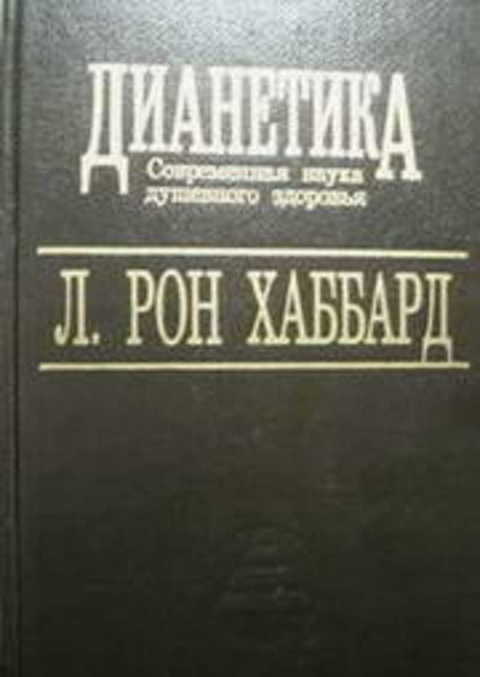 ДИАНЕТИКА
Современная наука
душевного здоровья
Л. РОН ХАББАРД